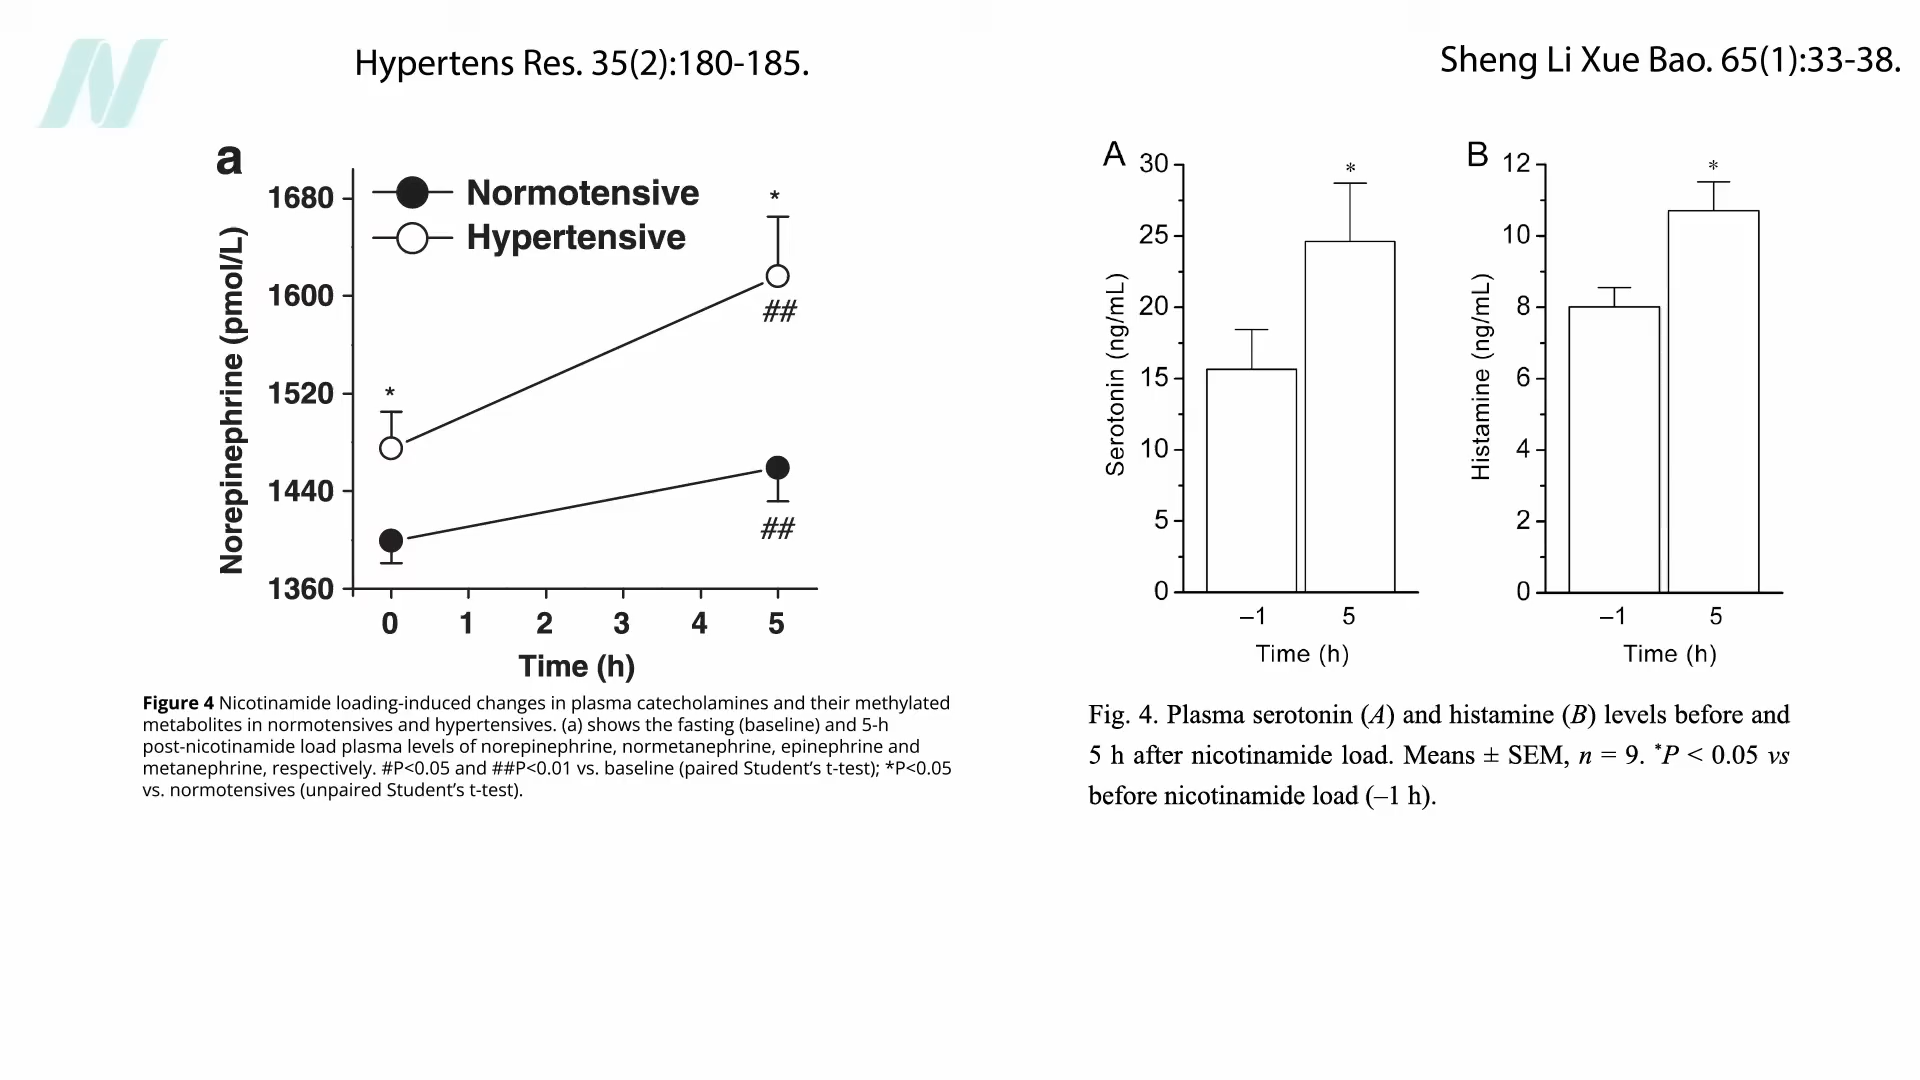 Hypertens Res. 35(2):180-185.
Sheng Li Xue Bao. 65(1):33-38.
a
Normotensive
Hypertensive
Norepinephrine (pmol/L)
1680
1600
1520
1440
1360
*
*
##
##
0 1 2 3 4 5
Time (h)
Figure 4 Nicotinamide loading-induced changes in plasma catecholamines and their methylated
metabolites in normotensives and hypertensives. (a) shows the fasting (baseline) and 5-h
post-nicotinamide load plasma levels of norepinephrine, normetanephrine, epinephrine and
metanephrine, respectively. #P<0.05 and ##P<0.01 vs. baseline (paired Student's t-test); *P<0.05
vs. normotensives (unpaired Student's t-test).
A
Serotonin (ng/mL)
30
25
20
15
10
5
0
*
–1 5
Time (h)
B
Histamine (ng/mL)
12
10
8
6
4
2
0
*
–1 5
Time (h)
Fig. 4. Plasma serotonin (A) and histamine (B) levels before and
5 h after nicotinamide load. Means ± SEM, n = 9. *P < 0.05 vs
before nicotinamide load (–1 h).